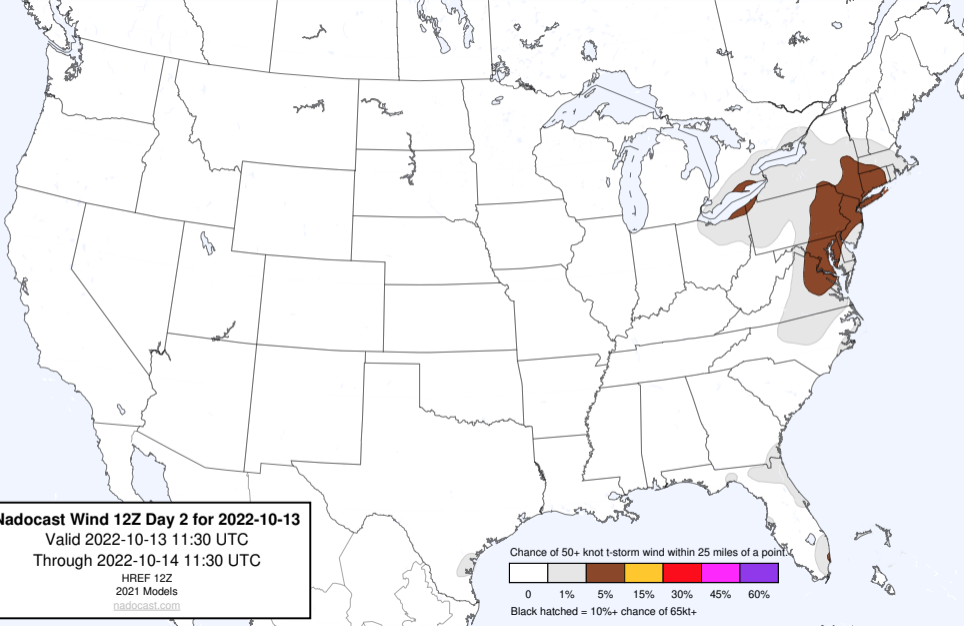 Nadocast Wind 12Z Day 2 for 2022-10-13
Valid 2022-10-13 11:30 UTC
Through 2022-10-14 11:30 UTC
HREF 12Z
2021 Models
nadocast.com
Chance of 50+ knot t-storm wind within 25 miles of a point.
0 1% 5% 15% 30% 45% 60%
Black hatched = 10%+ chance of 65kt+